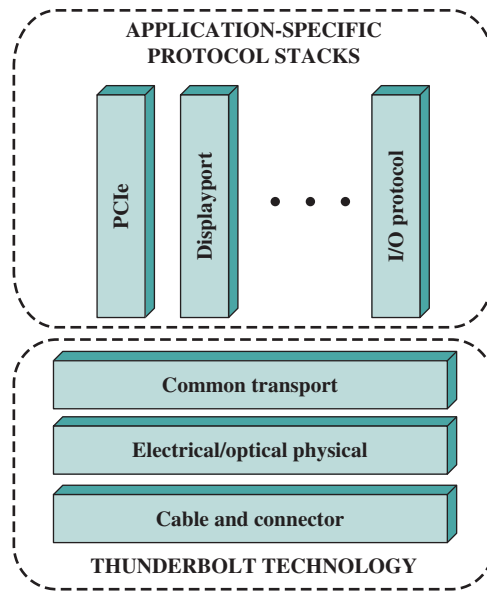 APPLICATION-SPECIFIC
PROTOCOL STACKS
PCIe
Displayport
I/O protocol
Common transport
Electrical/optical physical
Cable and connector
THUNDERBOLT TECHNOLOGY